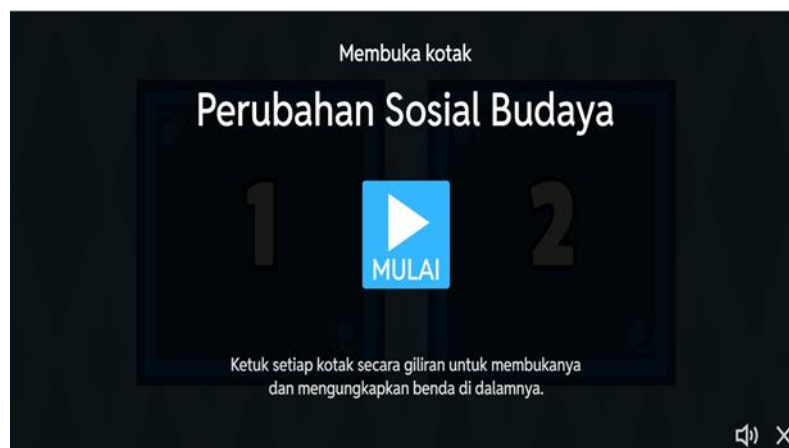 Membuka kotak
Perubahan Sosial Budaya
1 2
MULAI
Ketuk setiap kotak secara giliran untuk membukanya
dan mengungkapkan benda di dalamnya.